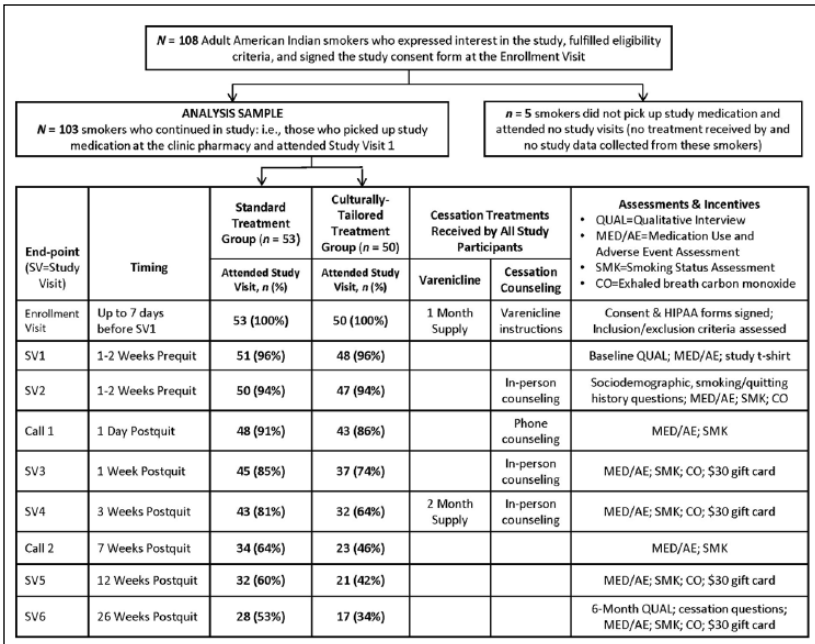 N = 108 Adult American Indian smokers who expressed interest in the study, fulfilled eligibility
criteria, and signed the study consent form at the Enrollment Visit
ANALYSIS SAMPLE
N = 103 smokers who continued in study: i.e., those who picked up study
medication at the clinic pharmacy and attended Study Visit 1
n = 5 smokers did not pick up study medication and
attended no study visits (no treatment received by and
no study data collected from these smokers)
End-point
(SV=Study
Visit)
Timing
Standard
Treatment
Group (n = 53)
Attended Study
Visit, n (%)
Culturally-
Tailored
Treatment
Group (n = 50)
Attended Study
Visit, n (%)
Cessation Treatments
Received by All Study
Participants
Varenicline
Cessation
Counseling
Assessments & Incentives
• QUAL=Qualitative Interview
• MED/AE=Medication Use and
Adverse Event Assessment
• SMK=Smoking Status Assessment
• CO=Exhaled breath carbon monoxide
Enrollment
Visit
Up to 7 days
before SV1
53 (100%)
50 (100%)
1 Month
Supply
Varenicline
instructions
Consent & HIPAA forms signed;
Inclusion/exclusion criteria assessed
SV1
1-2 Weeks Prequit
51 (96%)
48 (96%)
Baseline QUAL; MED/AE; study t-shirt
SV2
1-2 Weeks Prequit
50 (94%)
47 (94%)
In-person
counseling
Sociodemographic, smoking/quitting
history questions; MED/AE; SMK; CO
Call 1
1 Day Postquit
48 (91%)
43 (86%)
Phone
counseling
MED/AE; SMK
SV3
1 Week Postquit
45 (85%)
37 (74%)
In-person
counseling
MED/AE; SMK; CO; $30 gift card
SV4
3 Weeks Postquit
43 (81%)
32 (64%)
2 Month
Supply
In-person
counseling
MED/AE; SMK; CO; $30 gift card
Call 2
7 Weeks Postquit
34 (64%)
23 (46%)
MED/AE; SMK
SV5
12 Weeks Postquit
32 (60%)
21 (42%)
MED/AE; SMK; CO; $30 gift card
SV6
26 Weeks Postquit
28 (53%)
17 (34%)
6-Month QUAL; cessation questions;
MED/AE; SMK; CO; $30 gift card